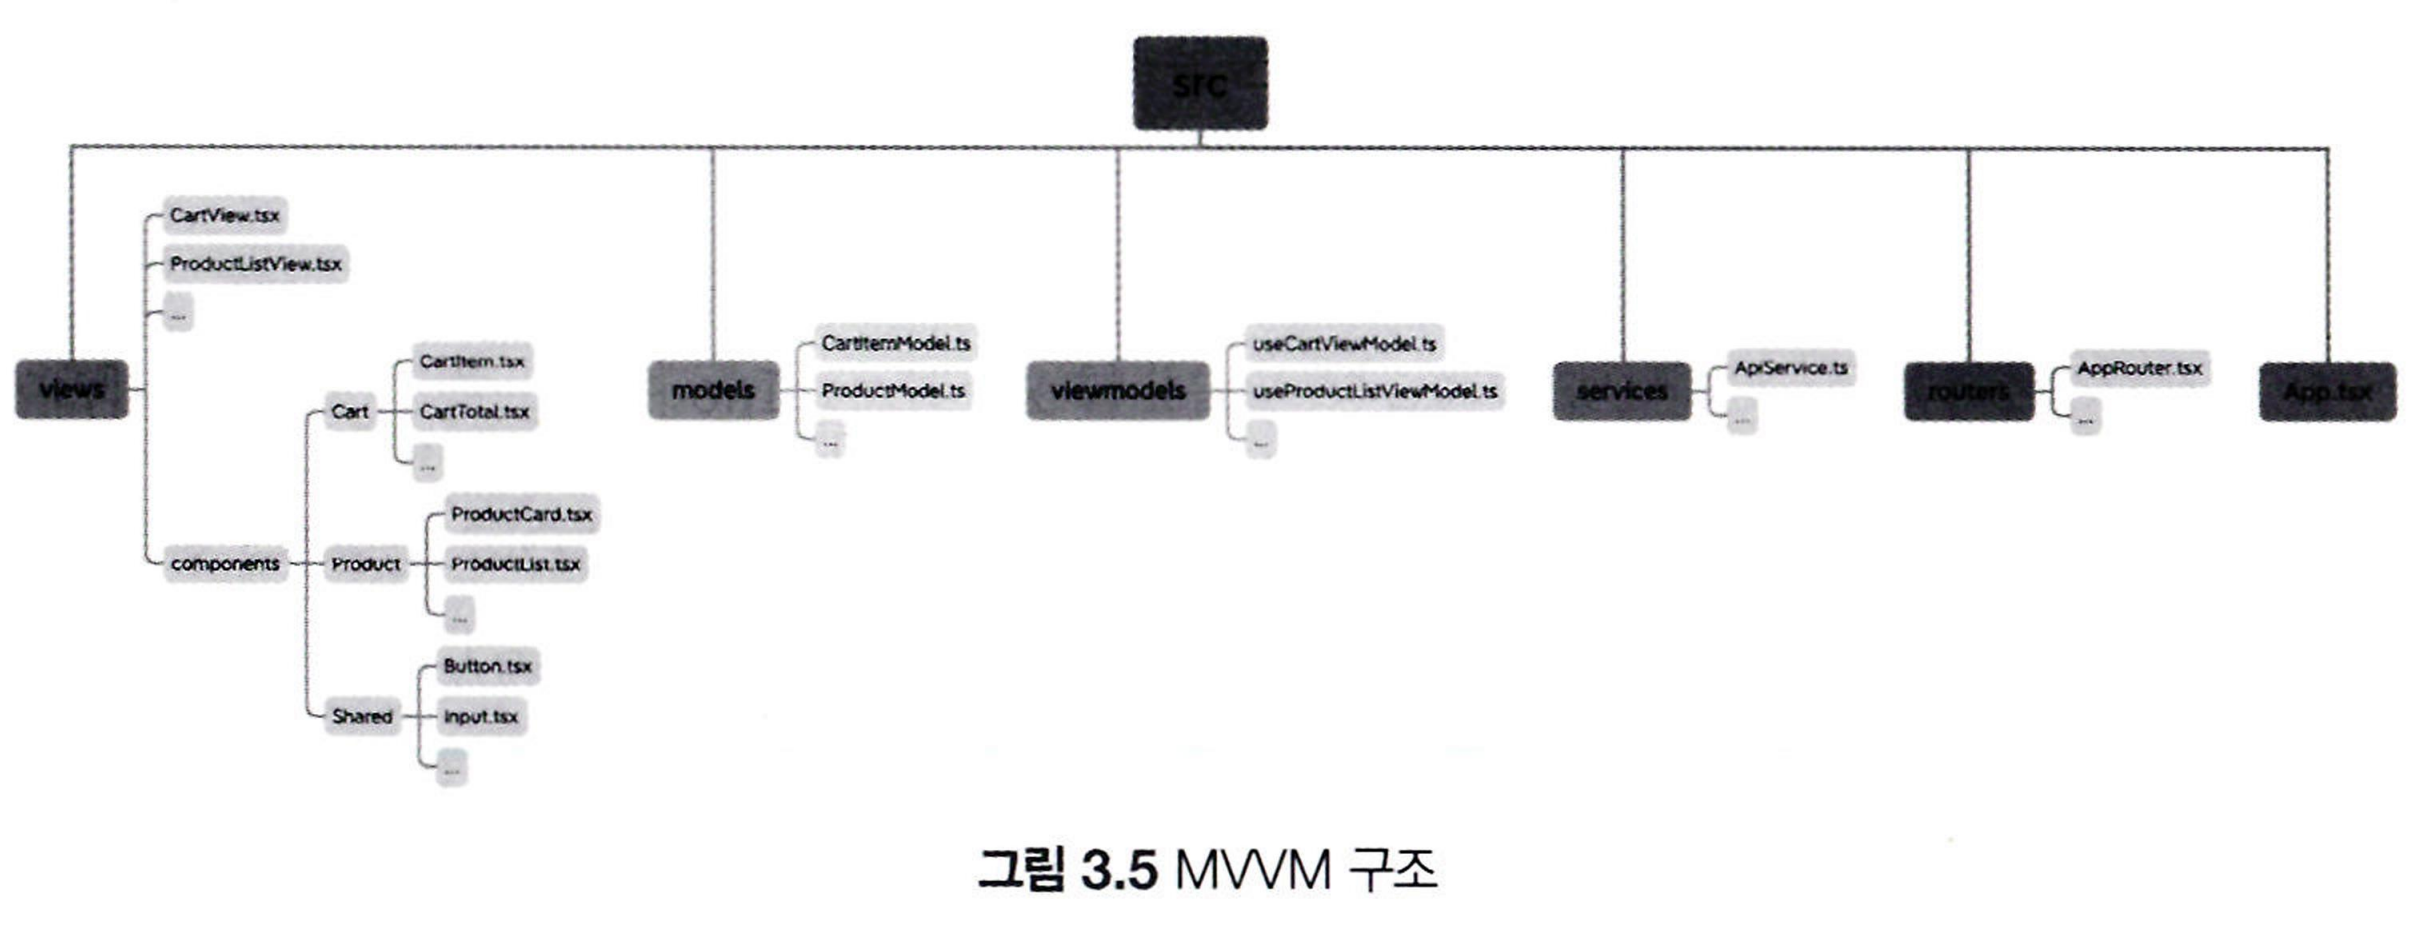 src
CartView.tsx
ProductListView.tsx
...
views
components
Cart
CartItem.tsx
CartTotal.tsx
...
Product
ProductCard.tsx
ProductList.tsx
...
Shared
Button.tsx
Input.tsx
...
models
CartItemModel.ts
ProductModel.ts
...
viewmodels
useCartViewModel.ts
useProductListViewModel.ts
...
services
ApiService.ts
...
routers
AppRouter.tsx
...
App.tsx
그림 3.5 MVVM 구조